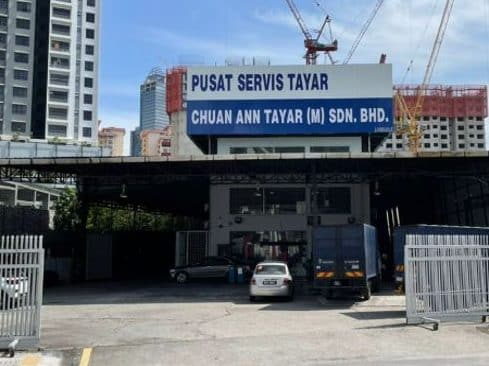 PUSAT SERVIS TAYAR
CHUAN ANN TAYAR (M) SDN. BHD.